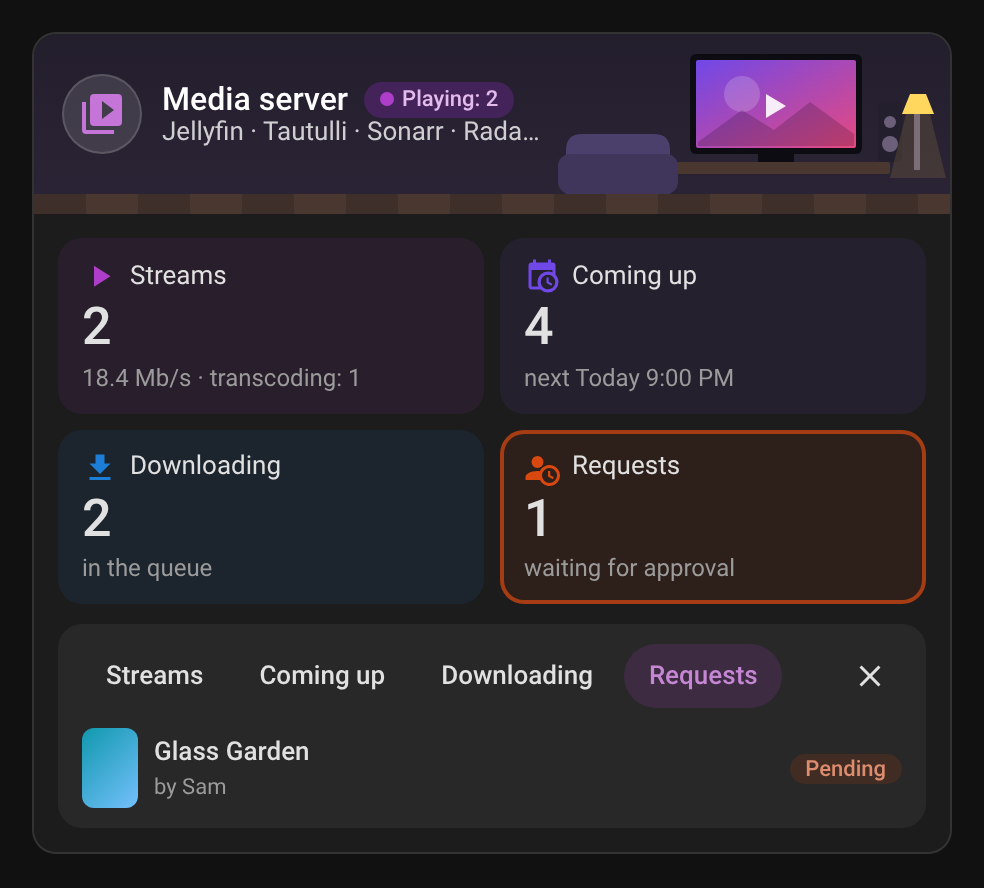 Media server
Playing: 2
Jellyfin · Tautulli · Sonarr · Rada...
Streams
2
18.4 Mb/s · transcoding: 1
Coming up
4
next Today 9:00 PM
Downloading
2
in the queue
Requests
1
waiting for approval
Streams Coming up Downloading Requests
Glass Garden
by Sam
Pending